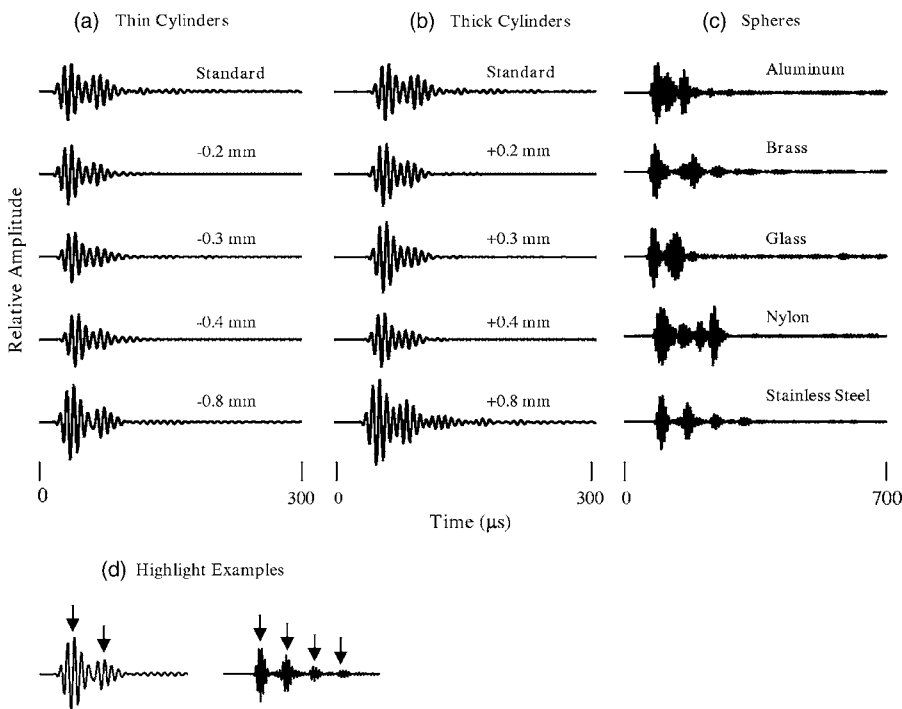 (a) Thin Cylinders
(b) Thick Cylinders
(c) Spheres
Relative Amplitude
Standard
-0.2 mm
-0.3 mm
-0.4 mm
-0.8 mm
Standard
+0.2 mm
+0.3 mm
+0.4 mm
+0.8 mm
Aluminum
Brass
Glass
Nylon
Stainless Steel
0 300 0 300 0 700
Time (μs)
(d) Highlight Examples